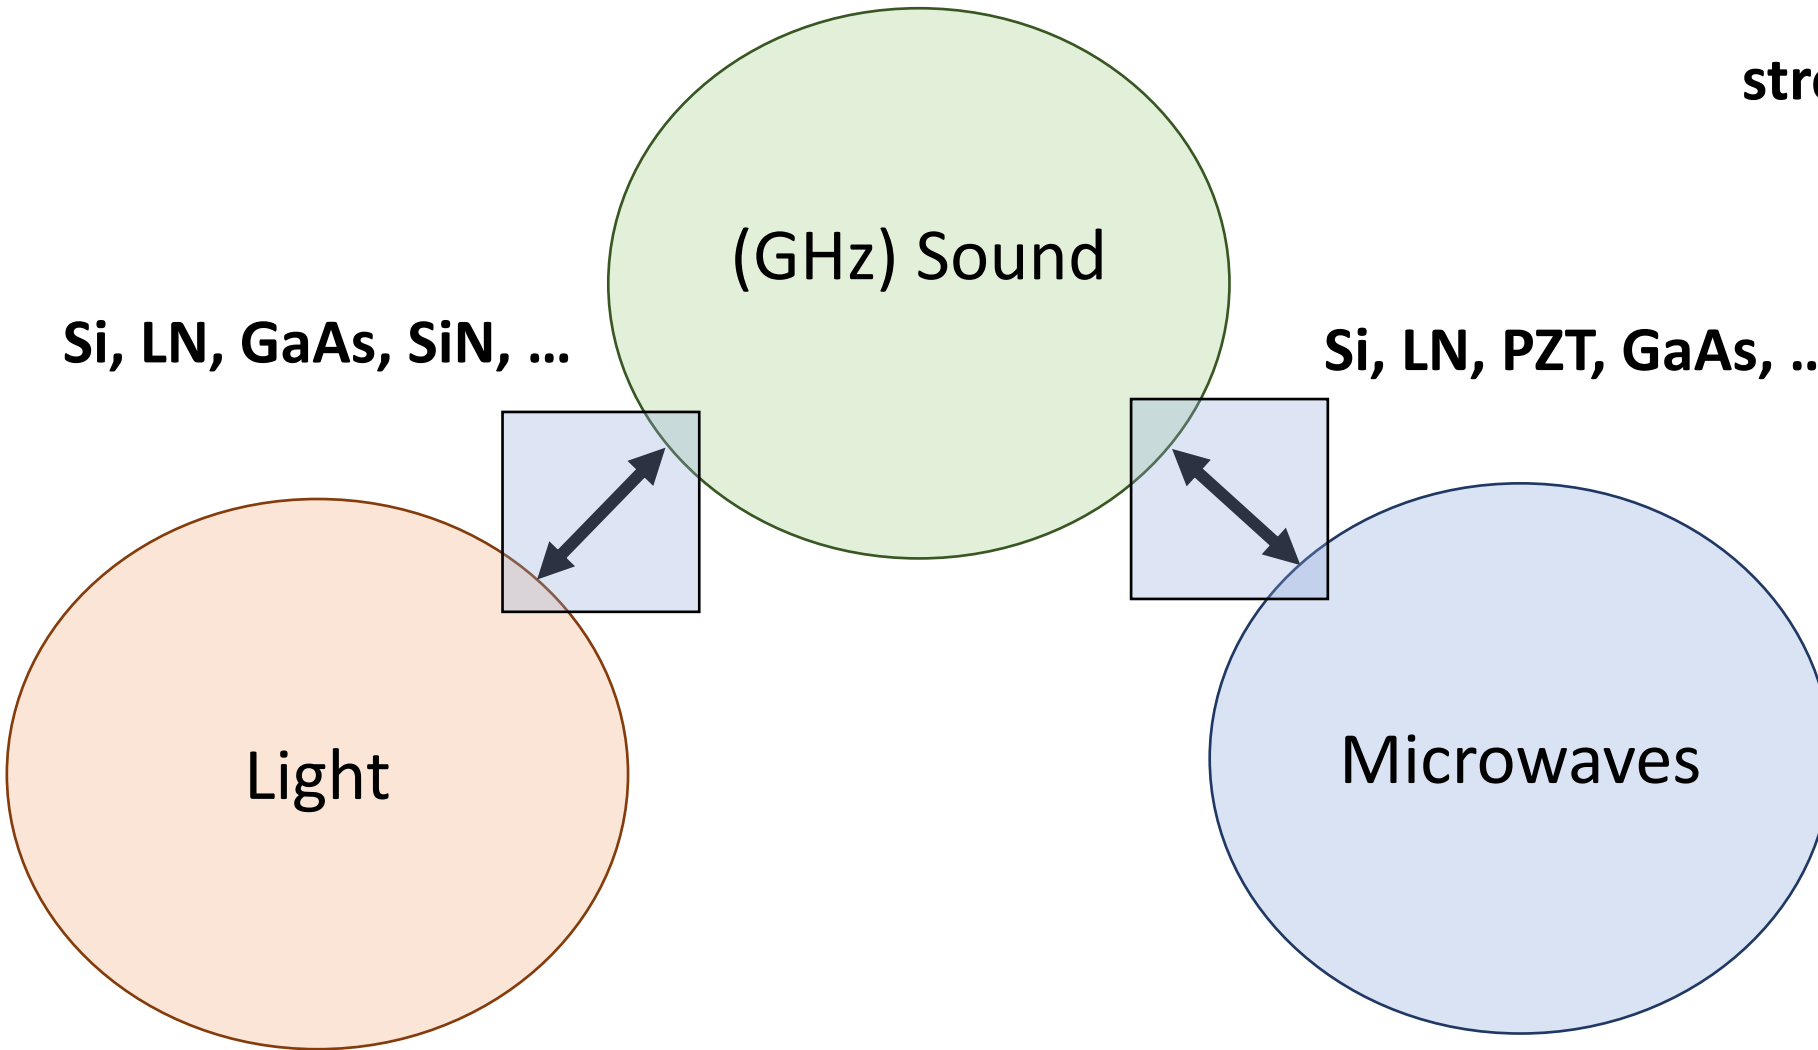 (GHz) Sound
Si, LN, GaAs, SiN, ...
Si, LN, PZT, GaAs, ...
Light
Microwaves